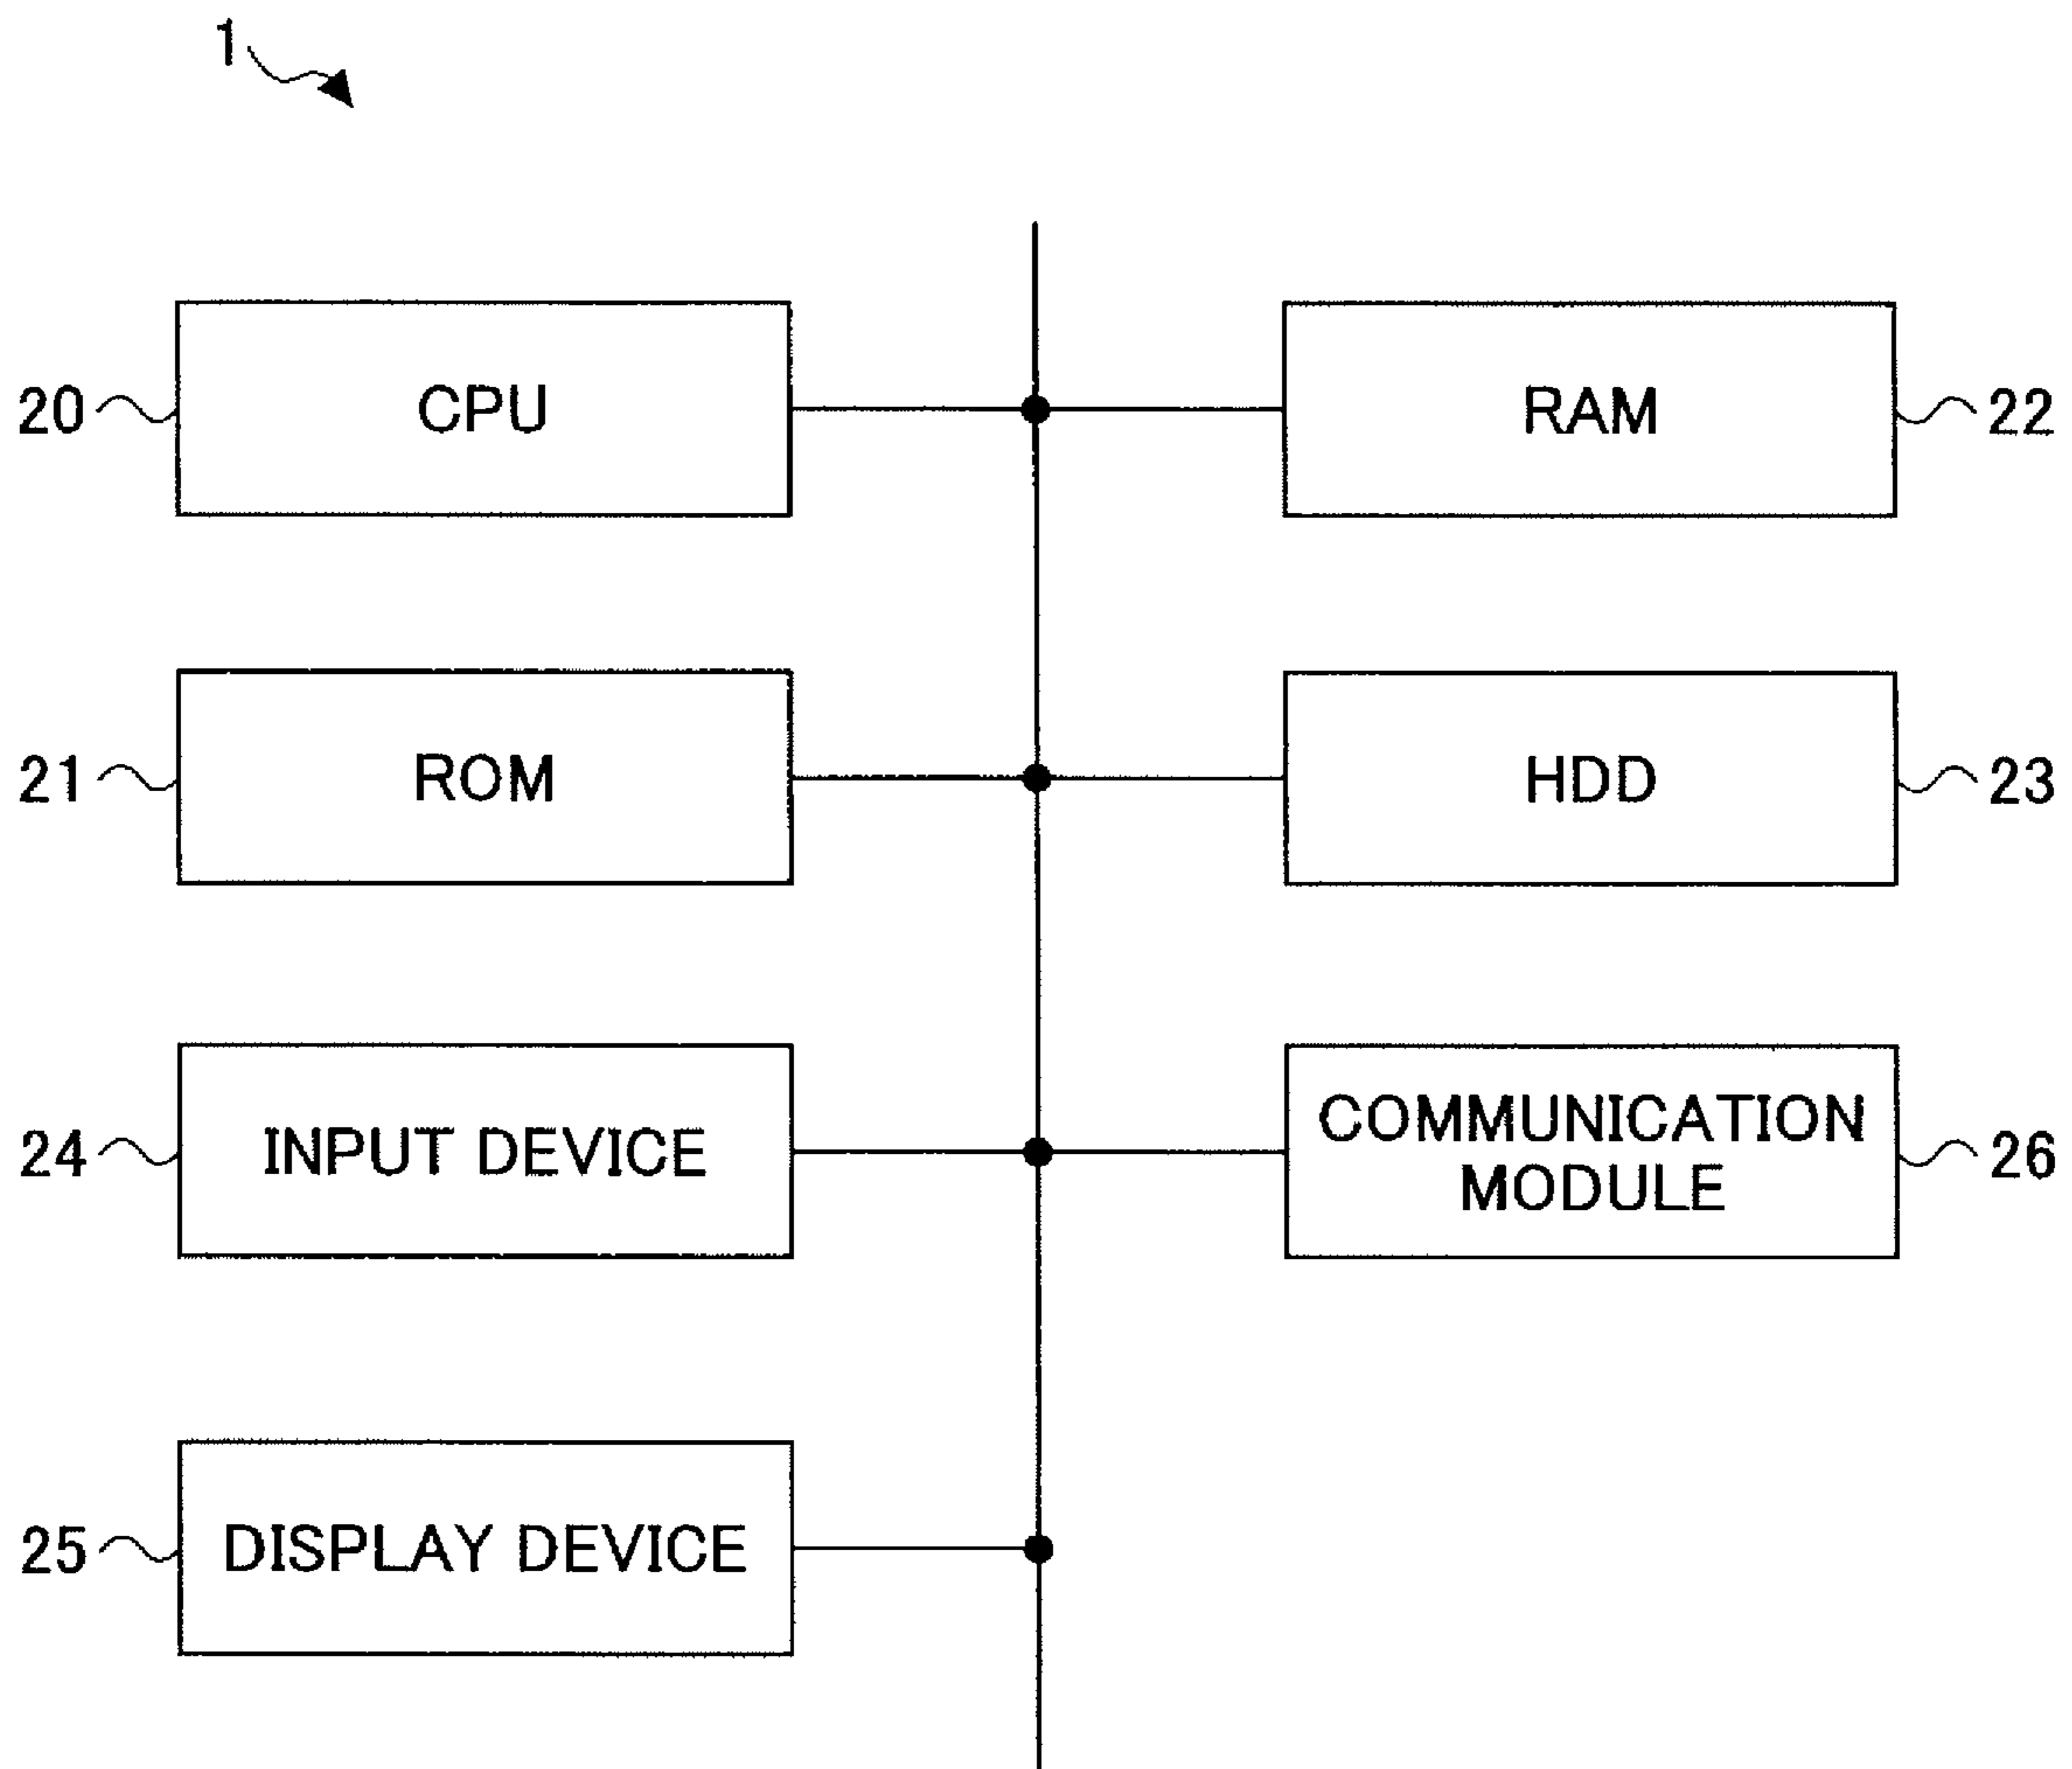 1
20 CPU RAM 22
21 ROM HDD 23
24 INPUT DEVICE COMMUNICATION MODULE 26
25 DISPLAY DEVICE